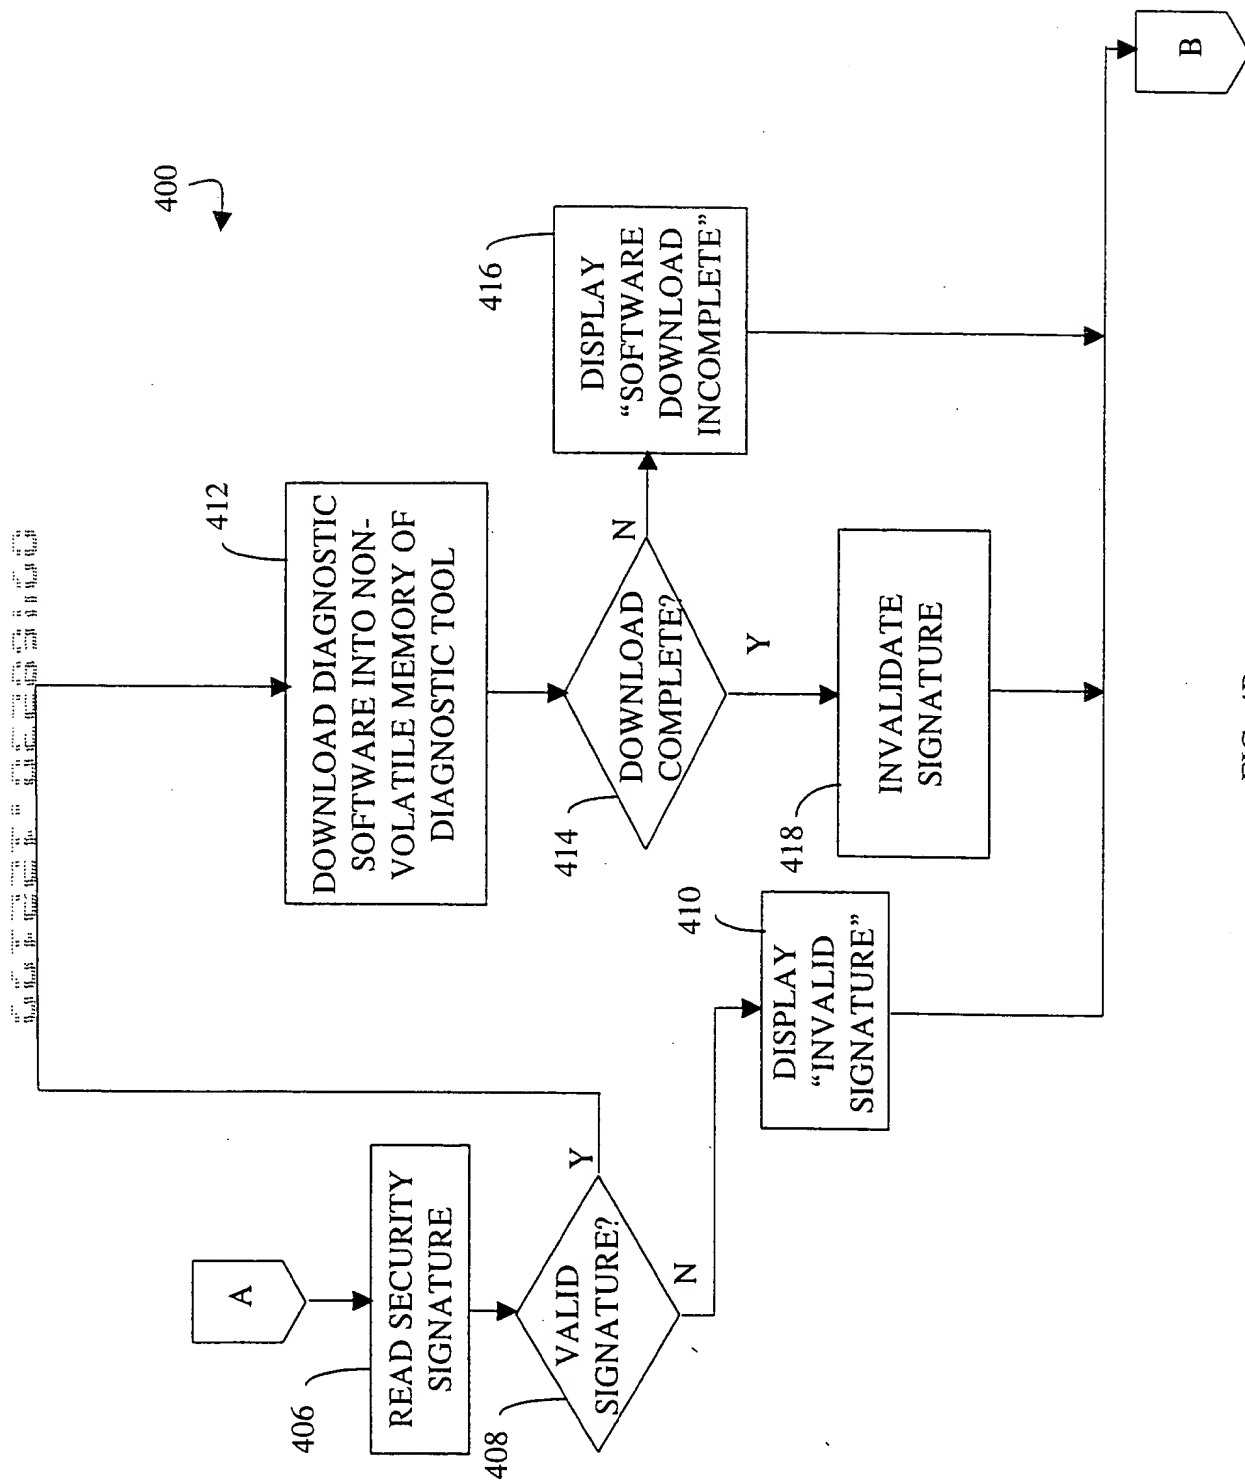 400
A
406
READ SECURITY
SIGNATURE
408
VALID
SIGNATURE?
Y
N
410
DISPLAY
“INVALID
SIGNATURE”
412
DOWNLOAD DIAGNOSTIC
SOFTWARE INTO NON-
VOLATILE MEMORY OF
DIAGNOSTIC TOOL
414
DOWNLOAD
COMPLETE?
N
Y
416
DISPLAY
“SOFTWARE
DOWNLOAD
INCOMPLETE”
418
INVALIDATE
SIGNATURE
B